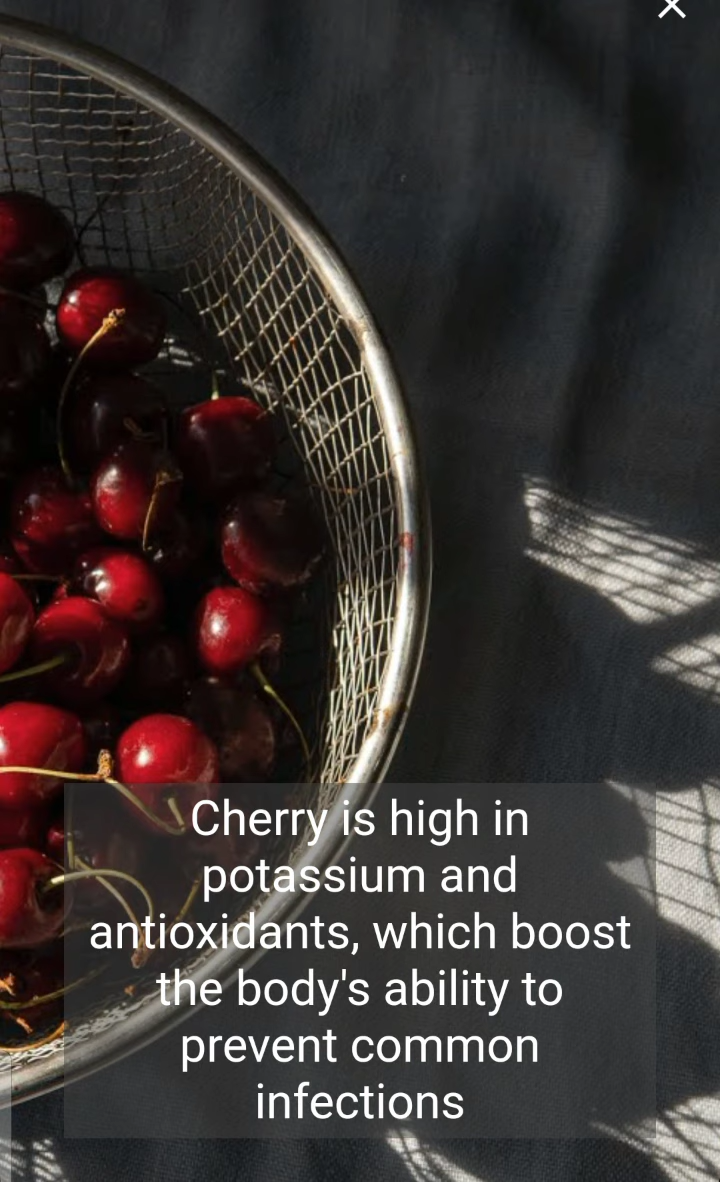 Cherry is high in
potassium and
antioxidants, which boost
the body's ability to
prevent common
infections